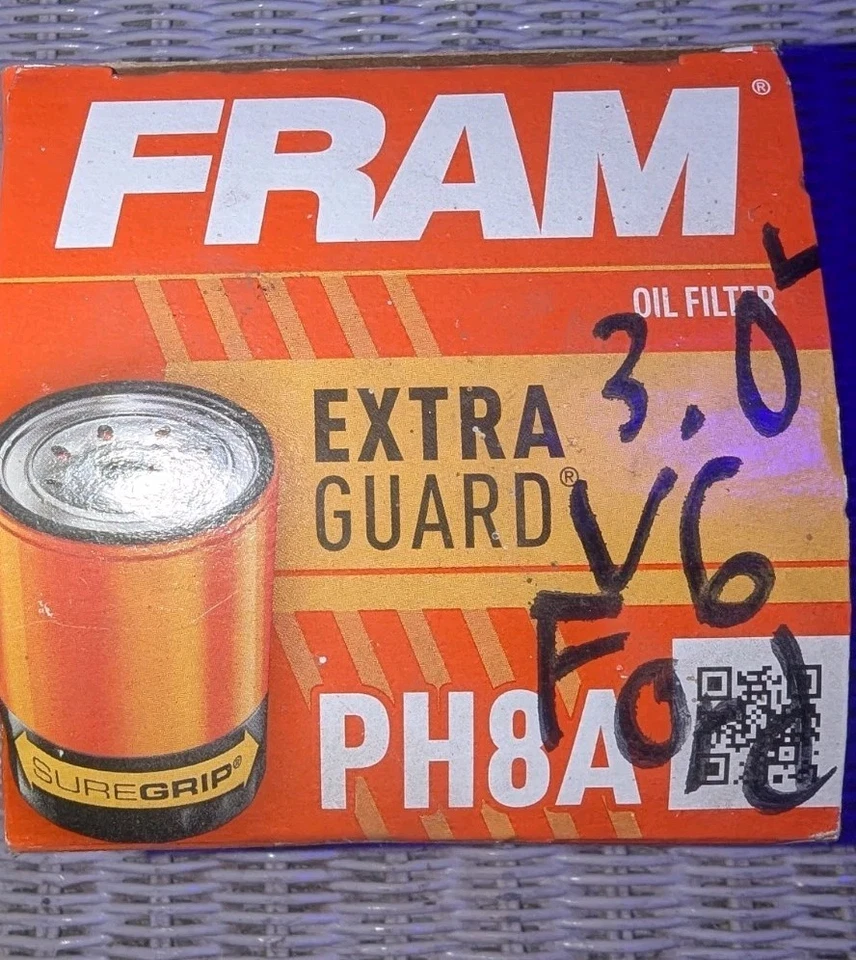 FRAM®
OIL FILTER
3.0L
EXTRA
GUARD®
V6
Ford
PH8A
SUREGRIP®